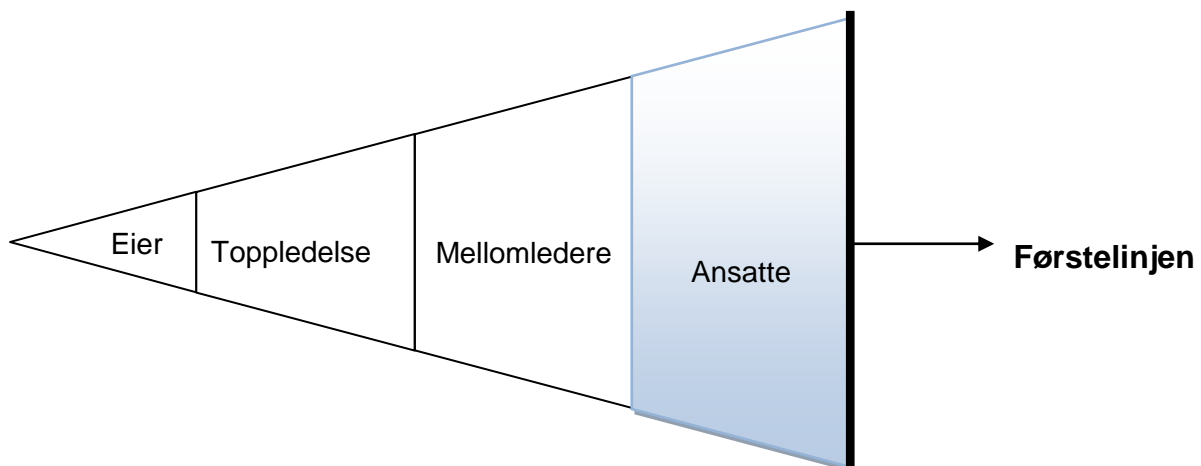 Eier
Toppledelse
Mellomledere
Ansatte
Førstelinjen